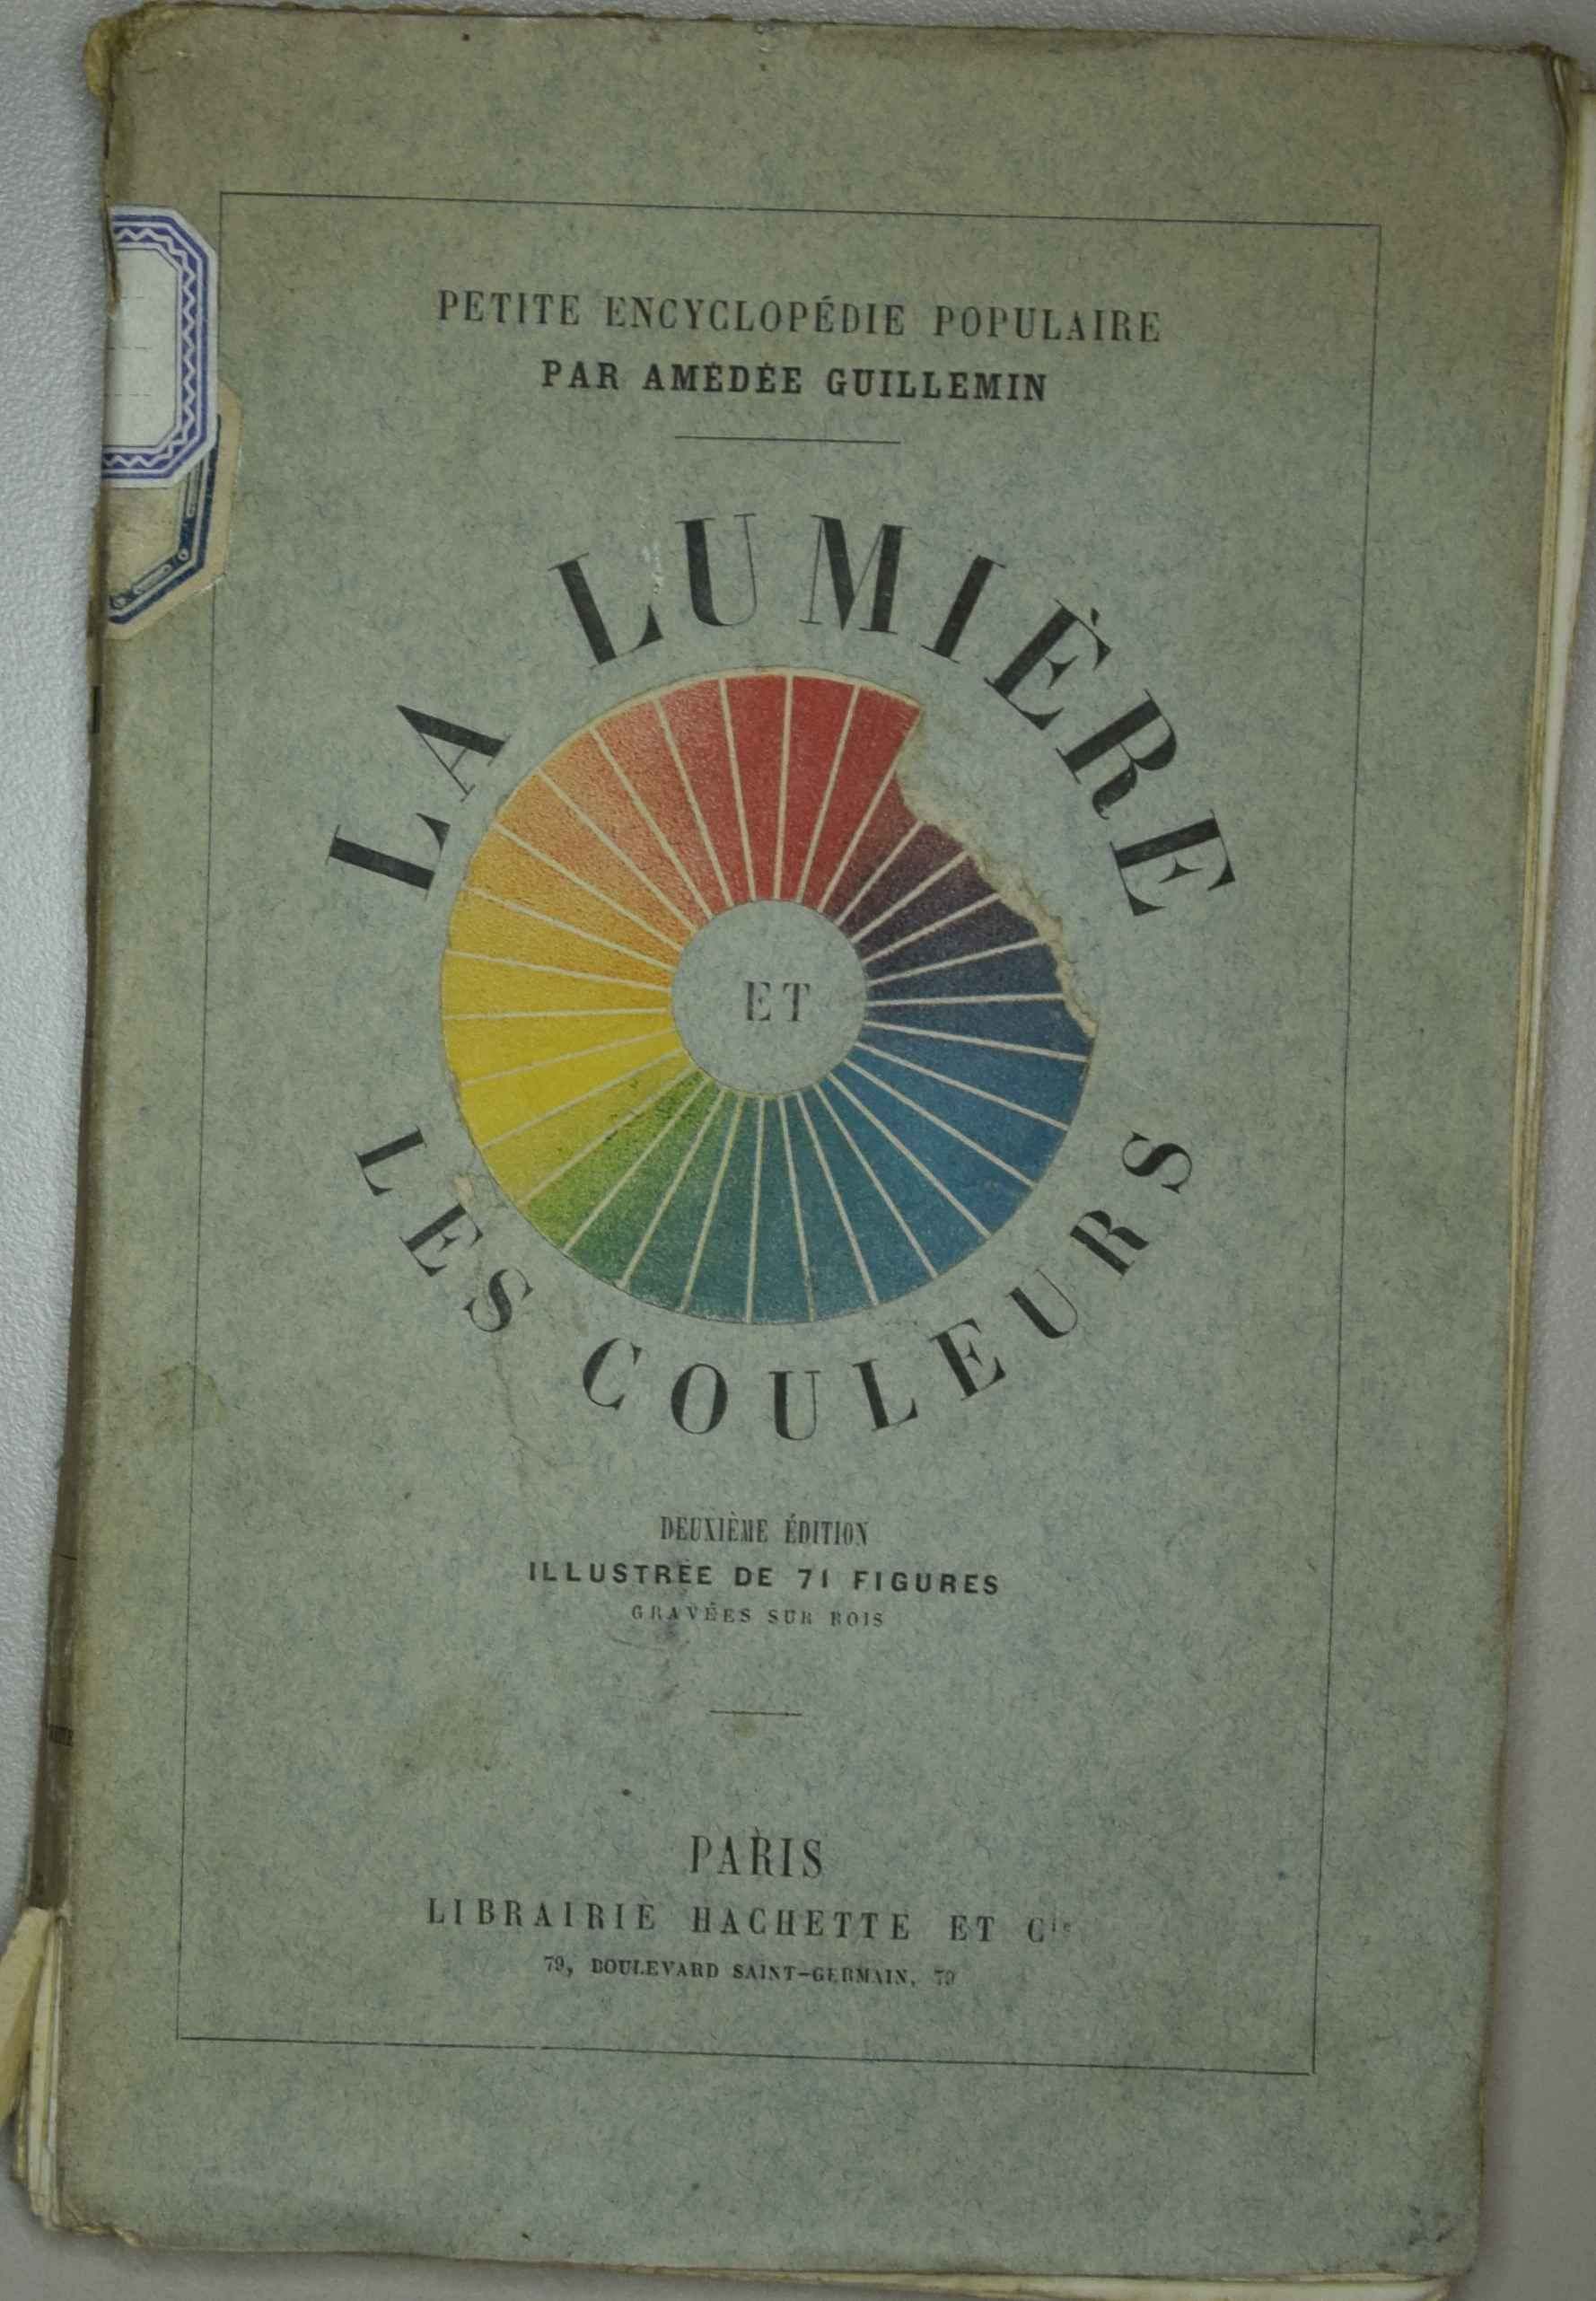 PETITE ENCYCLOPÉDIE POPULAIRE
PAR AMÉDÉE GUILLEMIN
LA LUMIÈRE
ET
LES COULEURS
DEUXIÈME ÉDITION
ILLUSTRÉE DE 71 FIGURES
GRAVÉES SUR BOIS
PARIS
LIBRAIRIE HACHETTE ET Cie
79, BOULEVARD SAINT-GERMAIN, 79